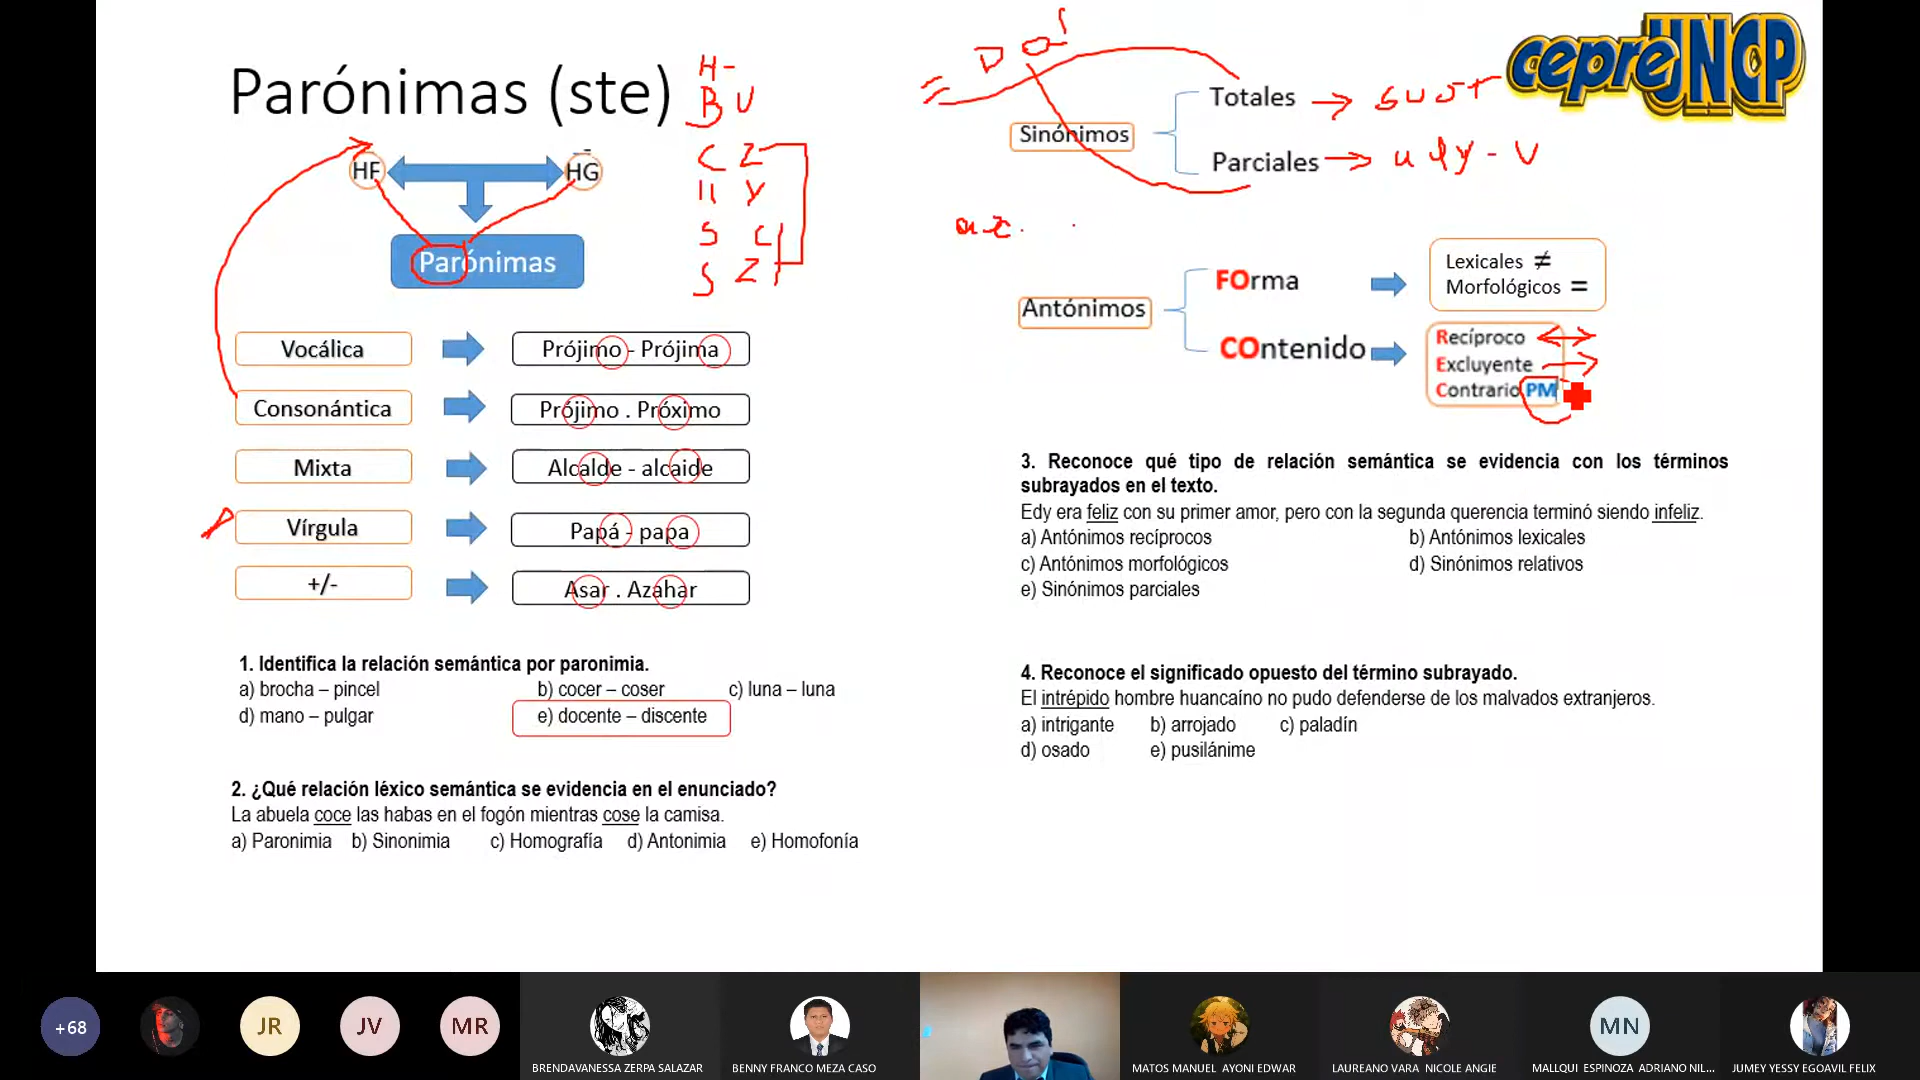 Parónimas (ste)
H -
B V
C Z
ll Y
S C
S Z
HF
HG
Parónimas
Vocálica
Prójimo - Prójima
Consonántica
Prójimo . Próximo
Mixta
Alcalde - alcaide
Vírgula
Papá - papa
+/-
Asar . Azahar
1. Identifica la relación semántica por paronimia.
a) brocha – pincel b) cocer – coser c) luna – luna
d) mano – pulgar e) docente – discente
2. ¿Qué relación léxico semántica se evidencia en el enunciado?
La abuela coce las habas en el fogón mientras cose la camisa.
a) Paronimia b) Sinonimia c) Homografía d) Antonimia e) Homofonía
cepreUNCP
Sinónimos
Totales
Parciales
Antónimos
FOrma
Lexicales ≠
Morfológicos =
COntenido
Recíproco
Excluyente
Contrario PM
3. Reconoce qué tipo de relación semántica se evidencia con los términos
subrayados en el texto.
Edy era feliz con su primer amor, pero con la segunda querencia terminó siendo infeliz.
a) Antónimos recíprocos b) Antónimos lexicales
c) Antónimos morfológicos d) Sinónimos relativos
e) Sinónimos parciales
4. Reconoce el significado opuesto del término subrayado.
El intrépido hombre huancaíno no pudo defenderse de los malvados extranjeros.
a) intrigante b) arrojado c) paladín
d) osado e) pusilánime
+68
JR
JV
MR
BRENDAVANESSA ZERPA SALAZAR
BENNY FRANCO MEZA CASO
MATOS MANUEL AYONI EDWAR
LAUREANO VARA NICOLE ANGIE
MN
MALLQUI ESPINOZA ADRIANO NIL...
JUMEY YESSY EGOAVIL FELIX